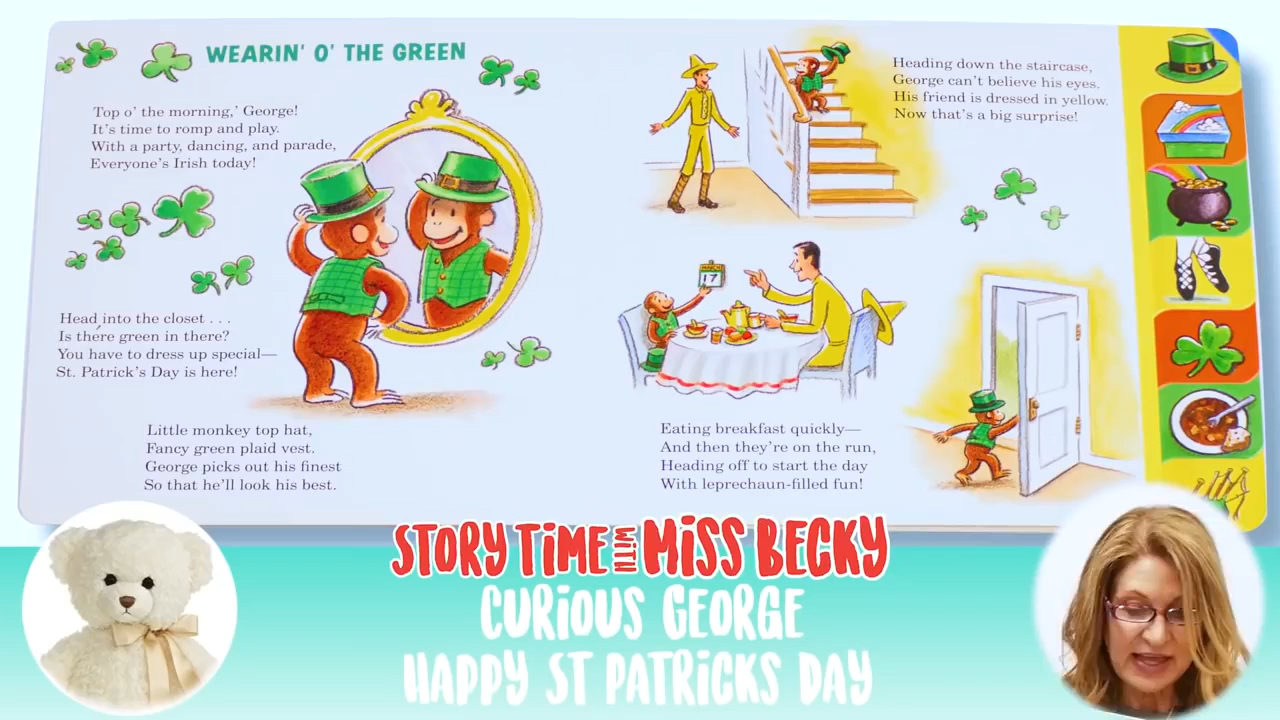 WEARIN' O' THE GREEN
Top o' the morning,' George!
It's time to romp and play.
With a party, dancing, and parade,
Everyone's Irish today!
Head into the closet . . .
Is there green in there?
You have to dress up special—
St. Patrick's Day is here!
Little monkey top hat,
Fancy green plaid vest.
George picks out his finest
So that he'll look his best.
Heading down the staircase,
George can't believe his eyes.
His friend is dressed in yellow.
Now that's a big surprise!
MARCH
17
Eating breakfast quickly—
And then they're on the run,
Heading off to start the day
With leprechaun-filled fun!
STORY TIME WITH MISS BECKY
CURIOUS GEORGE
HAPPY ST PATRICKS DAY